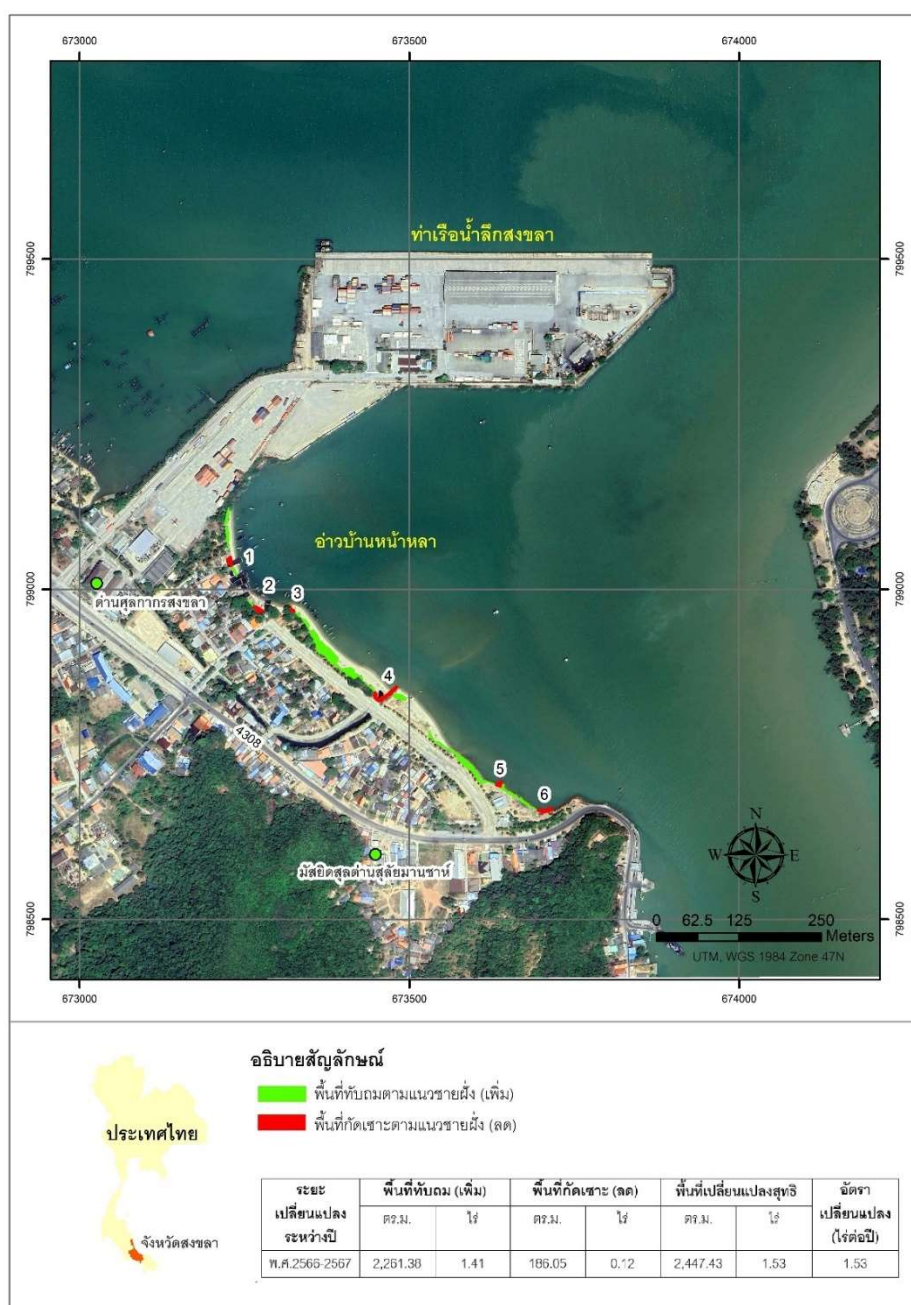 673000 673500 674000
799500 799500
ท่าเรือน้ำลึกสงขลา
อ่าวบ้านหน้าหลา
799000 799000
1
2
3
ด่านศุลกากรสงขลา
4
4308
5
6
มัสยิดสุลต่านสุลัยมานชาห์
N
W E
S
798500 798500
0 62.5 125 250
Meters
UTM, WGS 1984 Zone 47N
673000 673500 674000
อธิบายสัญลักษณ์
พื้นที่ทับถมตามแนวชายฝั่ง (เพิ่ม)
พื้นที่กัดเซาะตามแนวชายฝั่ง (ลด)
ประเทศไทย
จังหวัดสงขลา
ระยะ พื้นที่ทับถม (เพิ่ม) พื้นที่กัดเซาะ (ลด) พื้นที่เปลี่ยนแปลงสุทธิ อัตรา
เปลี่ยนแปลง ตร.ม. ไร่ ตร.ม. ไร่ ตร.ม. ไร่ เปลี่ยนแปลง
ระหว่างปี (ไร่ต่อปี)
พ.ศ.2566-2567 2,261.38 1.41 186.05 0.12 2,447.43 1.53 1.53